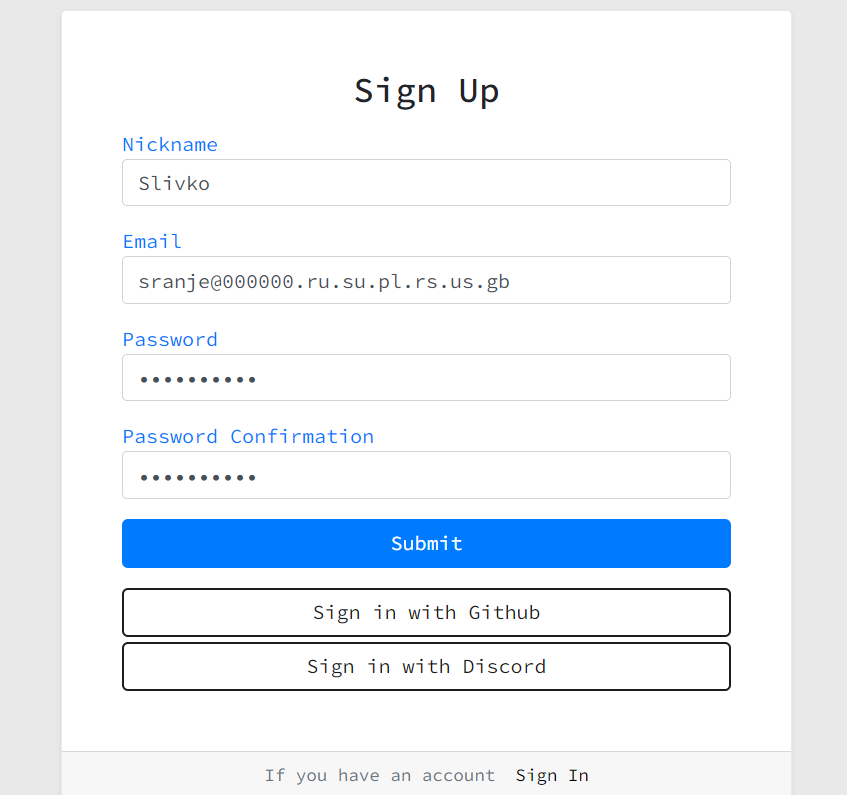 Sign Up
Nickname
Slivko
Email
sranje@000000.ru.su.pl.rs.us.gb
Password
••••••••••
Password Confirmation
••••••••••
Submit
Sign in with Github
Sign in with Discord
If you have an account Sign In